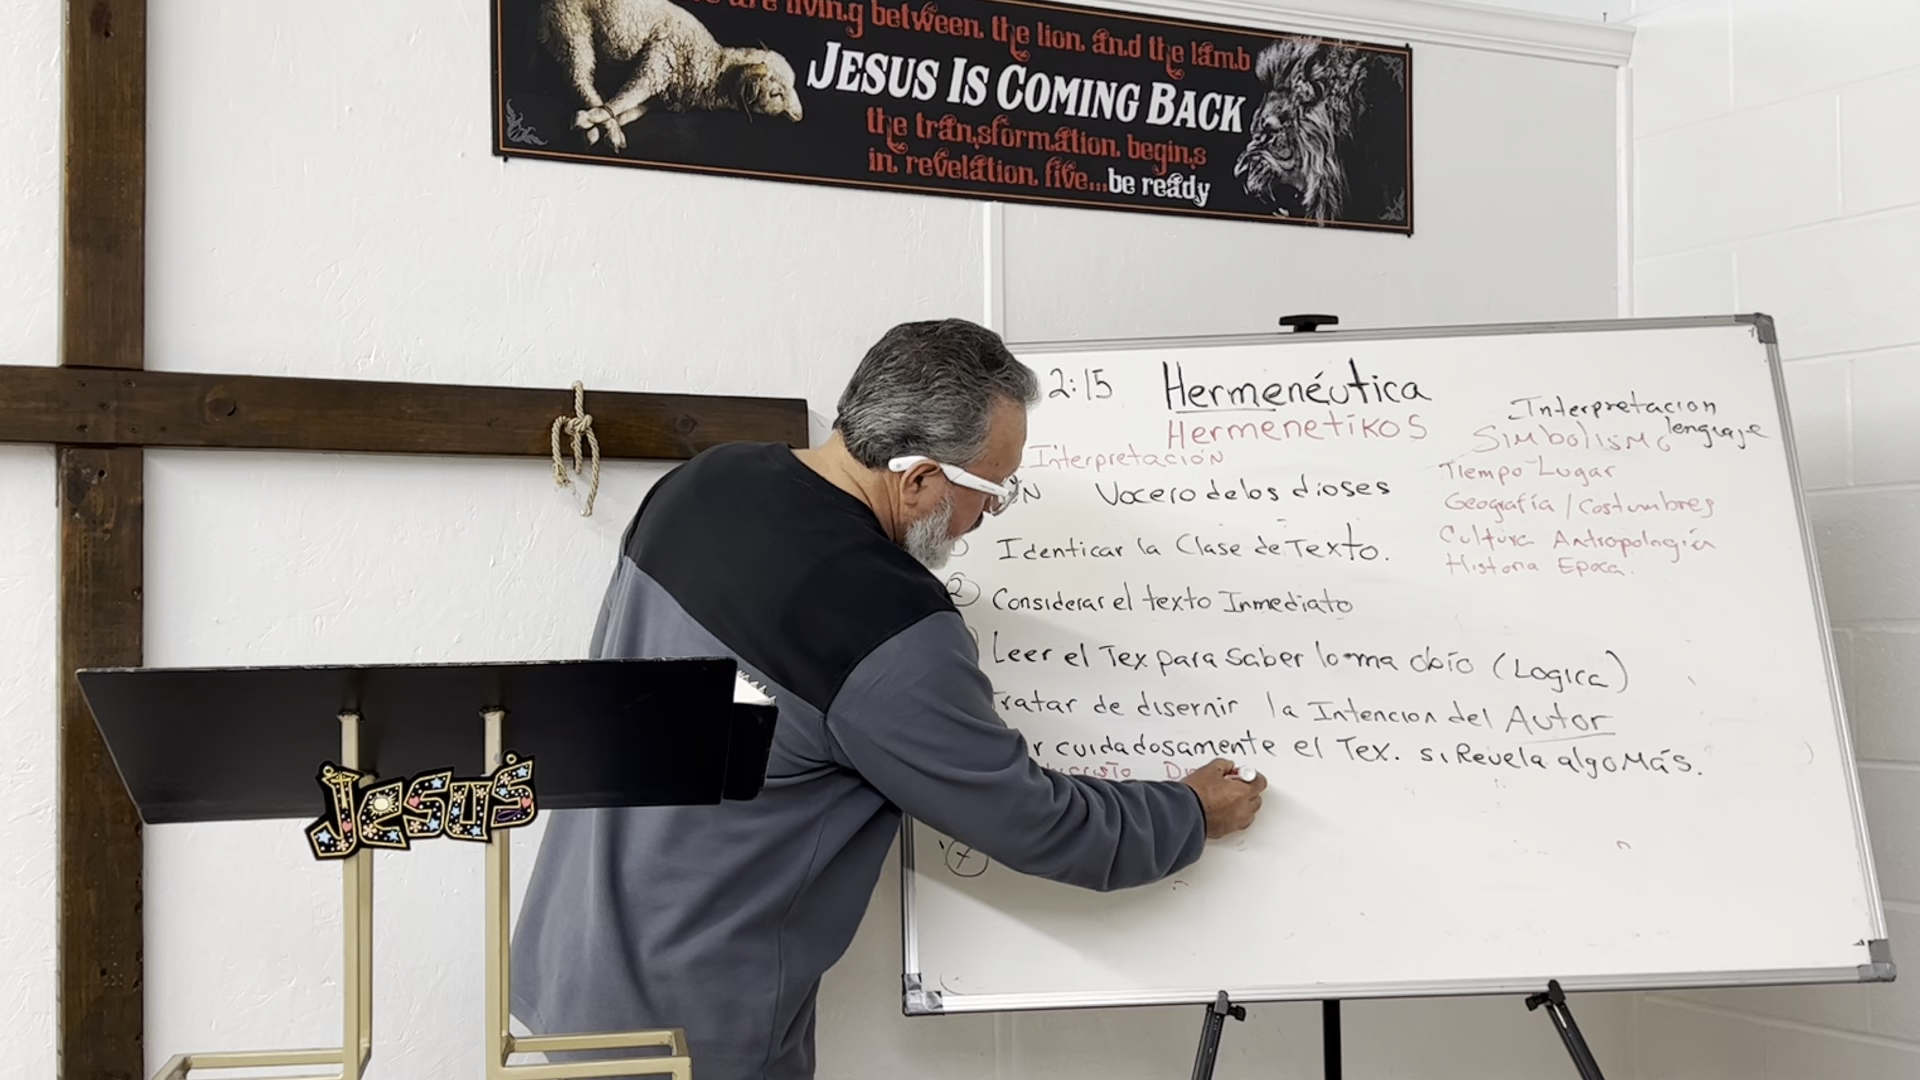 are living between the lion and the lamb
JESUS IS COMING BACK
the transformation begins
in revelation five...be ready
2:15 Hermenéutica
Hermenetikos
Interpretación
Vocero de los dioses
Identicar la Clase de Texto.
2 Considerar el texto Inmediato
Leer el Tex para Saber lo ma obio (Logica)
Tratar de disernir la Intencion del Autor
cuidadosamente el Tex. si Revela algo Más.
Interpretacion
lenguaje
Simbolismo
Tiempo Lugar
Geografía / Costumbres
Cultura Antropología
Historia Epoca.
Jesus